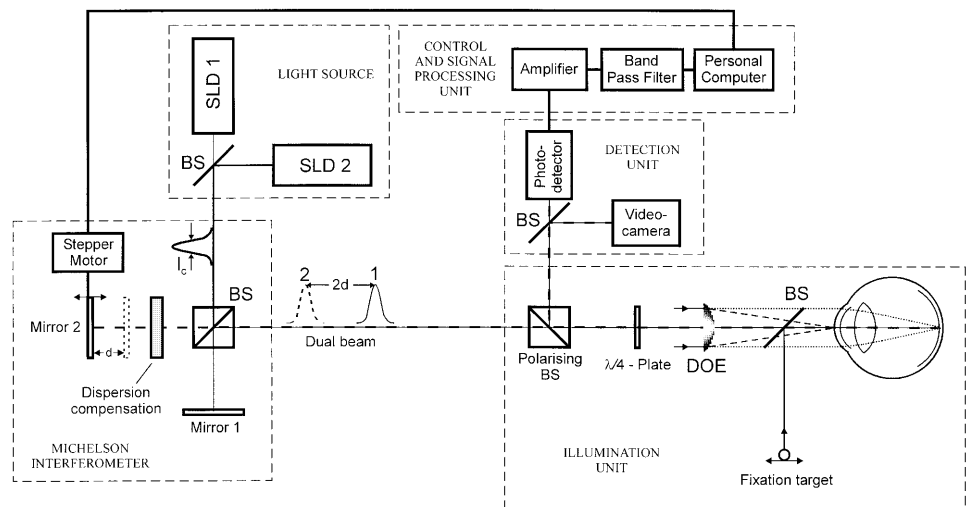 LIGHT SOURCE
SLD 1
BS
SLD 2
CONTROL
AND SIGNAL
PROCESSING
UNIT
Amplifier
Band
Pass Filter
Personal
Computer
DETECTION
UNIT
Photo-
detector
BS
Video-
camera
Stepper
Motor
lc
BS
Mirror 2
d
Dispersion
compensation
Mirror 1
MICHELSON
INTERFEROMETER
2
2d
1
Dual beam
Polarising
BS
λ/4 - Plate
DOE
BS
Fixation target
ILLUMINATION
UNIT